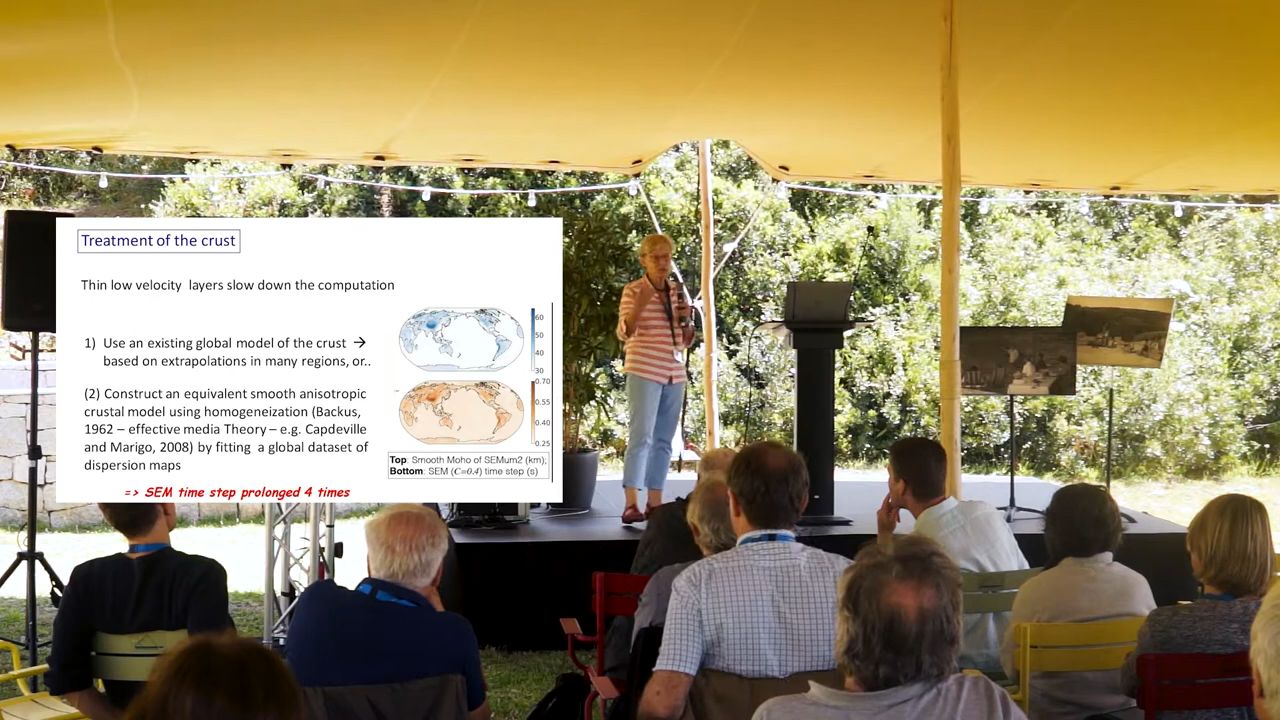 Treatment of the crust
Thin low velocity layers slow down the computation
1) Use an existing global model of the crust →
based on extrapolations in many regions, or..
(2) Construct an equivalent smooth anisotropic
crustal model using homogeneization (Backus,
1962 – effective media Theory – e.g. Capdeville
and Marigo, 2008) by fitting a global dataset of
dispersion maps
=> SEM time step prolonged 4 times
60
50
40
30
0.70
0.55
0.40
0.25
Top: Smooth Moho of SEMum2 (km);
Bottom: SEM (C=0.4) time step (s)